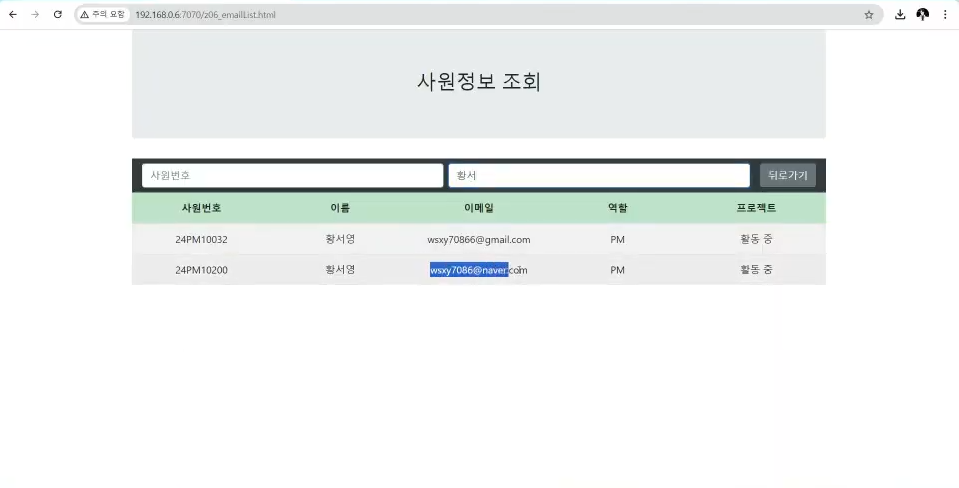 주의 요함 192.168.0.6:7070/z06_emailList.html
사원정보 조회
사원번호 황서 뒤로가기
사원번호 이름 이메일 역할 프로젝트
24PM10032 황서영 wsxy70866@gmail.com PM 활동 중
24PM10200 황서영 wsxy7086@naver.com PM 활동 중